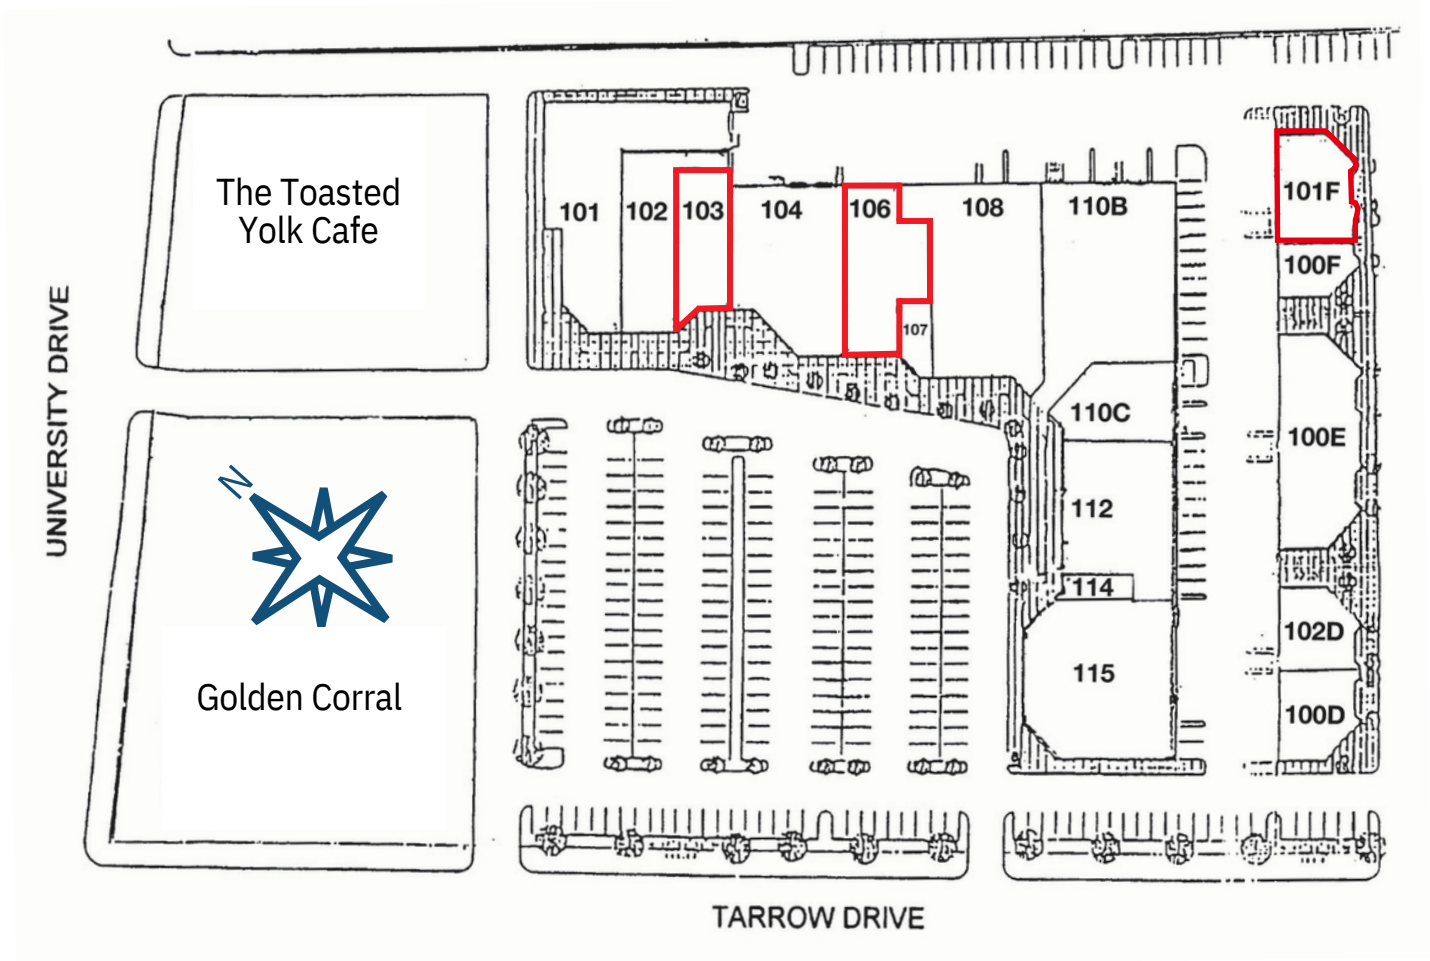 The Toasted
Yolk Cafe
UNIVERSITY DRIVE
N
Golden Corral
101
102
103
104
106
107
108
110B
110C
112
114
115
101F
100F
100E
102D
100D
TARROW DRIVE